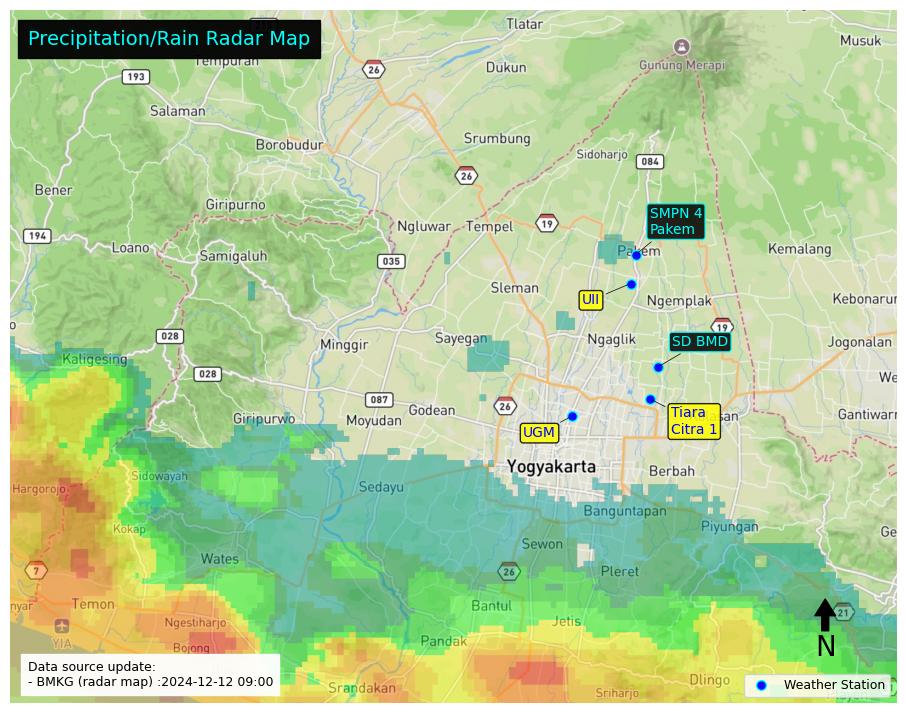 Precipitation/Rain Radar Map
Tlatar
Musuk
26
Gunung Merapi
Tempuran
193
Dukun
Salaman
Srumbung
Borobudur
Sidoharjo
084
26
Bener
Giripurno
SMPN 4
Pakem
19
Ngluwar
Tempel
194
Loano
Samigaluh
035
Pakem
Kemalang
Sleman
UII
Ngemplak
19
028
Minggir
Sayegan
Ngaglik
SD BMD
Jogonalan
Kaligesing
028
087
Godean
26
Giripurwo
Moyudan
UGM
Tiara
Citra 1
san
Gantiwarn
Yogyakarta
Berbah
Sidowayah
Hargorojo
Sedayu
Banguntapan
Piyungan
Kokap
Sewon
Wates
7
26
Pleret
Temon
Bantul
21
Ngestiharjo
Jetis
YIA
Bojong
Pandak
N
Data source update:
- BMKG (radar map) :2024-12-12 09:00
Srandakan
Dlingo
Sriharjo
Weather Station